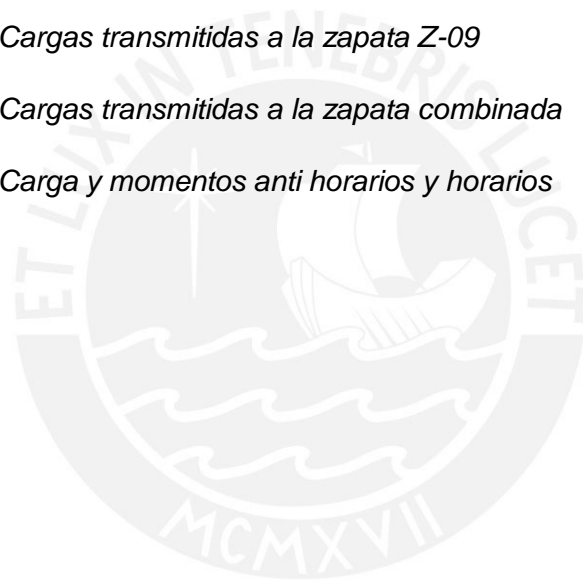 Cargas transmitidas a la zapata Z-09
Cargas transmitidas a la zapata combinada
Carga y momentos anti horarios y horarios
ET LUX IN TENEBRIS LUCET
MCMXVII